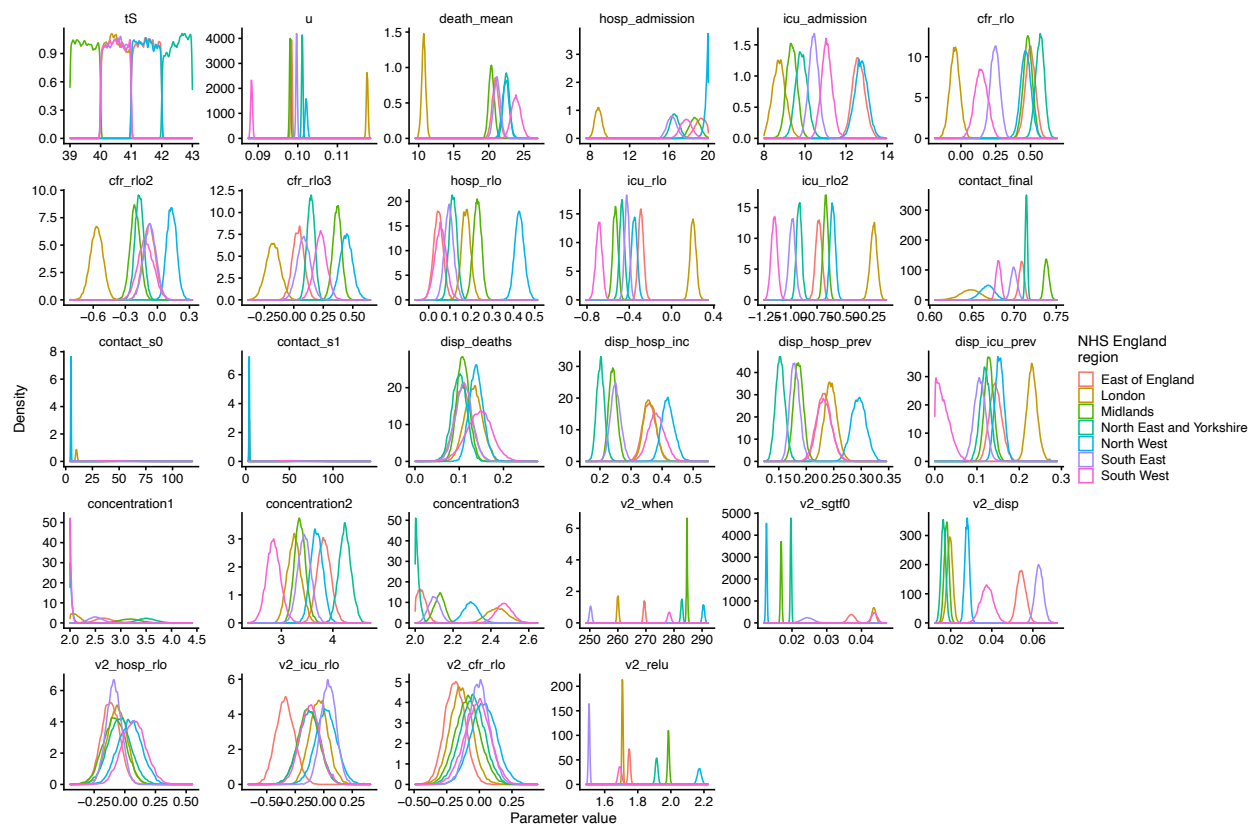 tS u death_mean hosp_admission icu_admission cfr_rlo
0.0 0.3 0.6 0.9
39 40 41 42 43
0 1000 2000 3000 4000
0.09 0.10 0.11
0.0 0.5 1.0 1.5
10 15 20 25
0 1 2 3
8 12 16 20
0.0 0.5 1.0 1.5
8 10 12 14
0 5 10
0.00 0.50
cfr_rlo2 cfr_rlo3 hosp_rlo icu_rlo icu_rlo2 contact_final
0.0 2.5 5.0 7.5 10.0
−0.6 −0.3 0.0 0.3
0.0 2.5 5.0 7.5 10.0 12.5
−0.25 0.00 0.25 0.50
0 5 10 15 20
0.0 0.1 0.2 0.3 0.4 0.5
0 5 10 15
−0.8 −0.4 0.0 0.4
0 5 10 15
−1.25 −1.00 −0.75 −0.50 −0.25
0 50 100 200 300
0.60 0.65 0.70 0.75
contact_s0 contact_s1 disp_deaths disp_hosp_inc disp_hosp_prev disp_icu_prev
0 2 4 6 8
0 25 50 75 100
0 2 4 6
0 50 100
0 10 20
0.0 0.1 0.2
0 10 20 30
0.2 0.3 0.4 0.5
0 10 20 30 40
0.15 0.20 0.25 0.30 0.35
0 10 20 30
0.0 0.1 0.2 0.3
concentration1 concentration2 concentration3 v2_when v2_sgtf0 v2_disp
0 10 20 30 40 50
2.0 2.5 3.0 3.5 4.0 4.5
0 1 2 3
3 4
0 10 20 30 40 50
2.0 2.2 2.4 2.6
0 2 4 6
250 260 270 280 290
0 1000 2000 3000 4000 5000
0.02 0.03 0.04
0 100 200 300
0.02 0.04 0.06
v2_hosp_rlo v2_icu_rlo v2_cfr_rlo v2_relu
0 2 4 6
−0.25 0.00 0.25 0.50
0 2 4 6
−0.50 −0.25 0.00 0.25
0 1 2 3 4 5
−0.50 −0.25 0.00 0.25
0 50 100 150 200
1.6 1.8 2.0 2.2
Density
Parameter value
NHS England
region
East of England
London
Midlands
North East and Yorkshire
North West
South East
South West